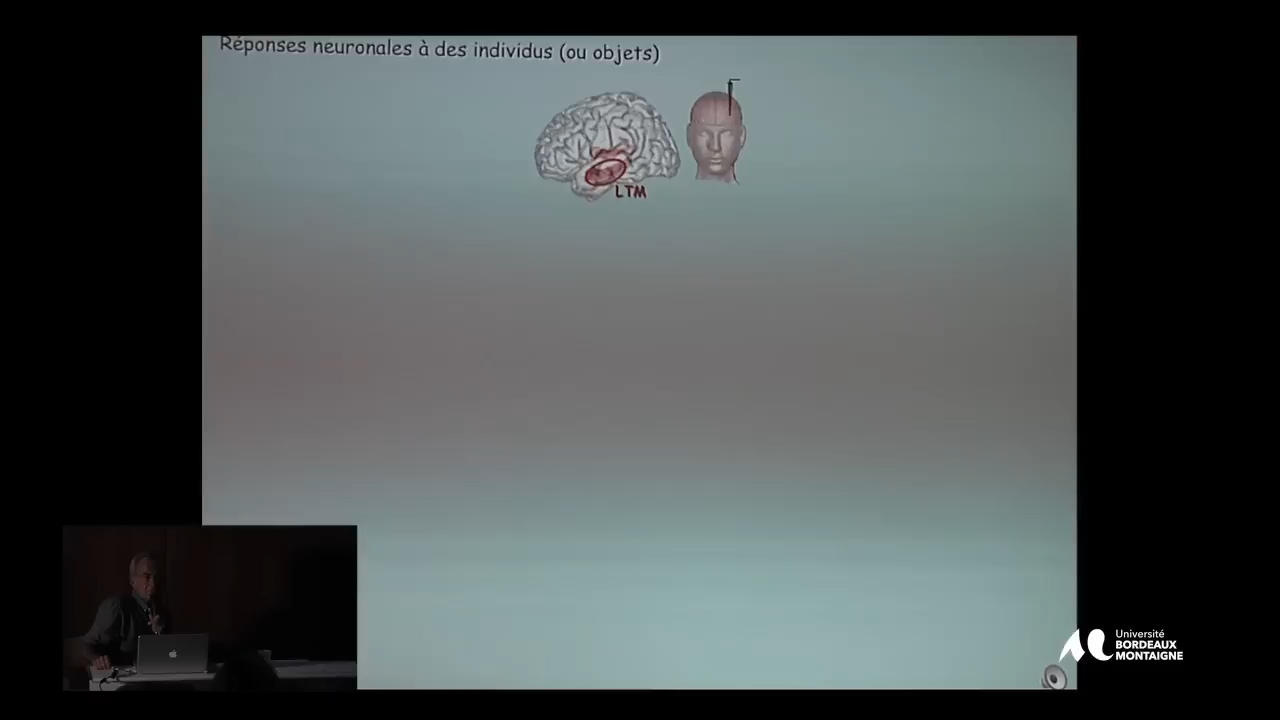 Réponses neuronales à des individus (ou objets)
LTM
Université
BORDEAUX
MONTAIGNE